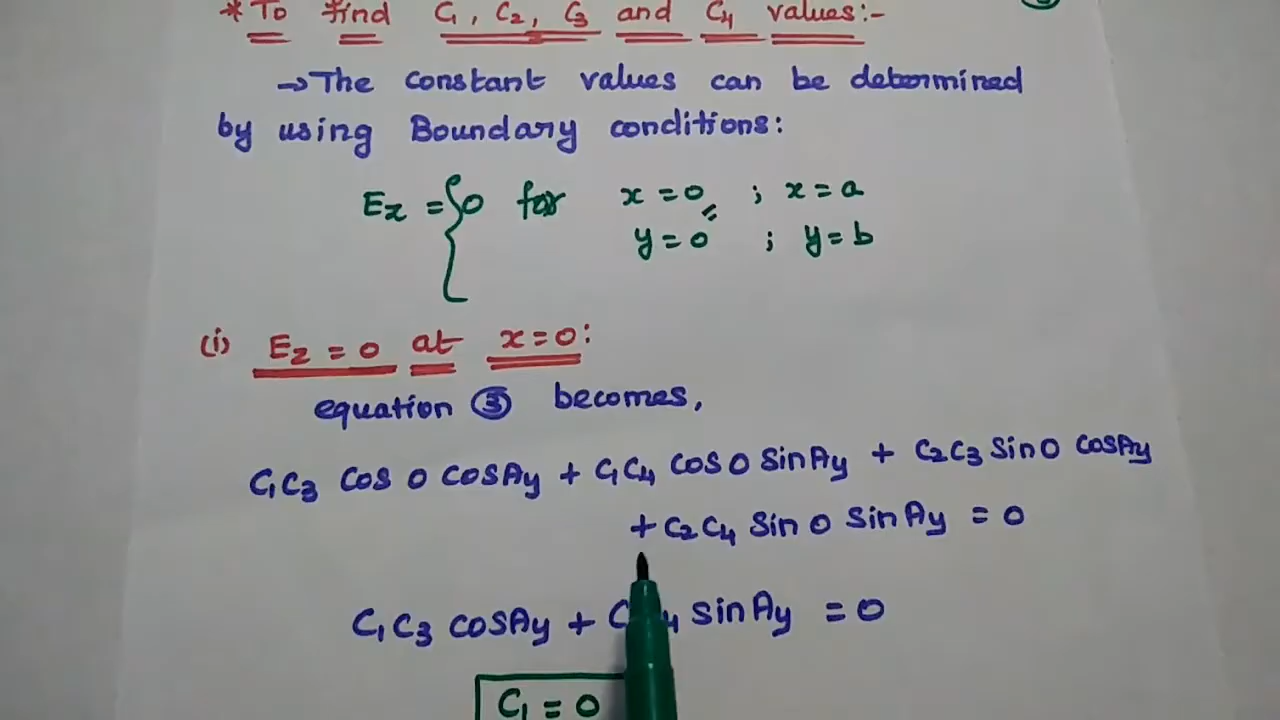 * To find C₁, C₂, C₃ and C₄ values:-
→ The constant values can be determined
by using Boundary conditions:
Ez = { 0 for x = 0 ; x = a
y = 0 ; y = b
(i) Ez = 0 at x = 0:
equation ③ becomes,
C₁C₃ cos 0 cosAy + C₁C₄ cos 0 sinAy + C₂C₃ Sin 0 cosAy
+ C₂C₄ Sin 0 sinAy = 0
C₁C₃ cosAy + C ₄ sinAy = 0
C₁ = 0